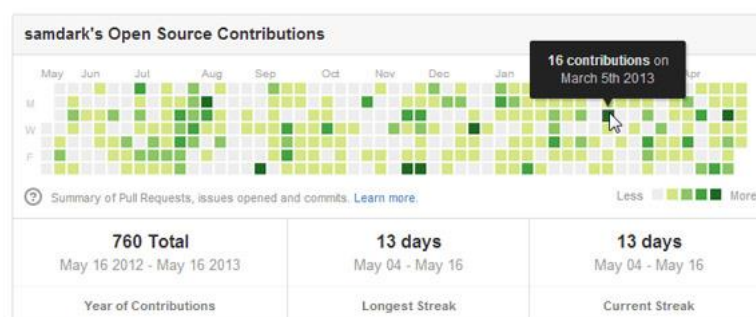 samdark's Open Source Contributions
16 contributions on
March 5th 2013
May Jun Jul Aug Sep Oct Nov Dec Jan Apr
M
W
F
Summary of Pull Requests, issues opened and commits. Learn more.
Less More
760 Total
May 16 2012 - May 16 2013
Year of Contributions
13 days
May 04 - May 16
Longest Streak
13 days
May 04 - May 16
Current Streak